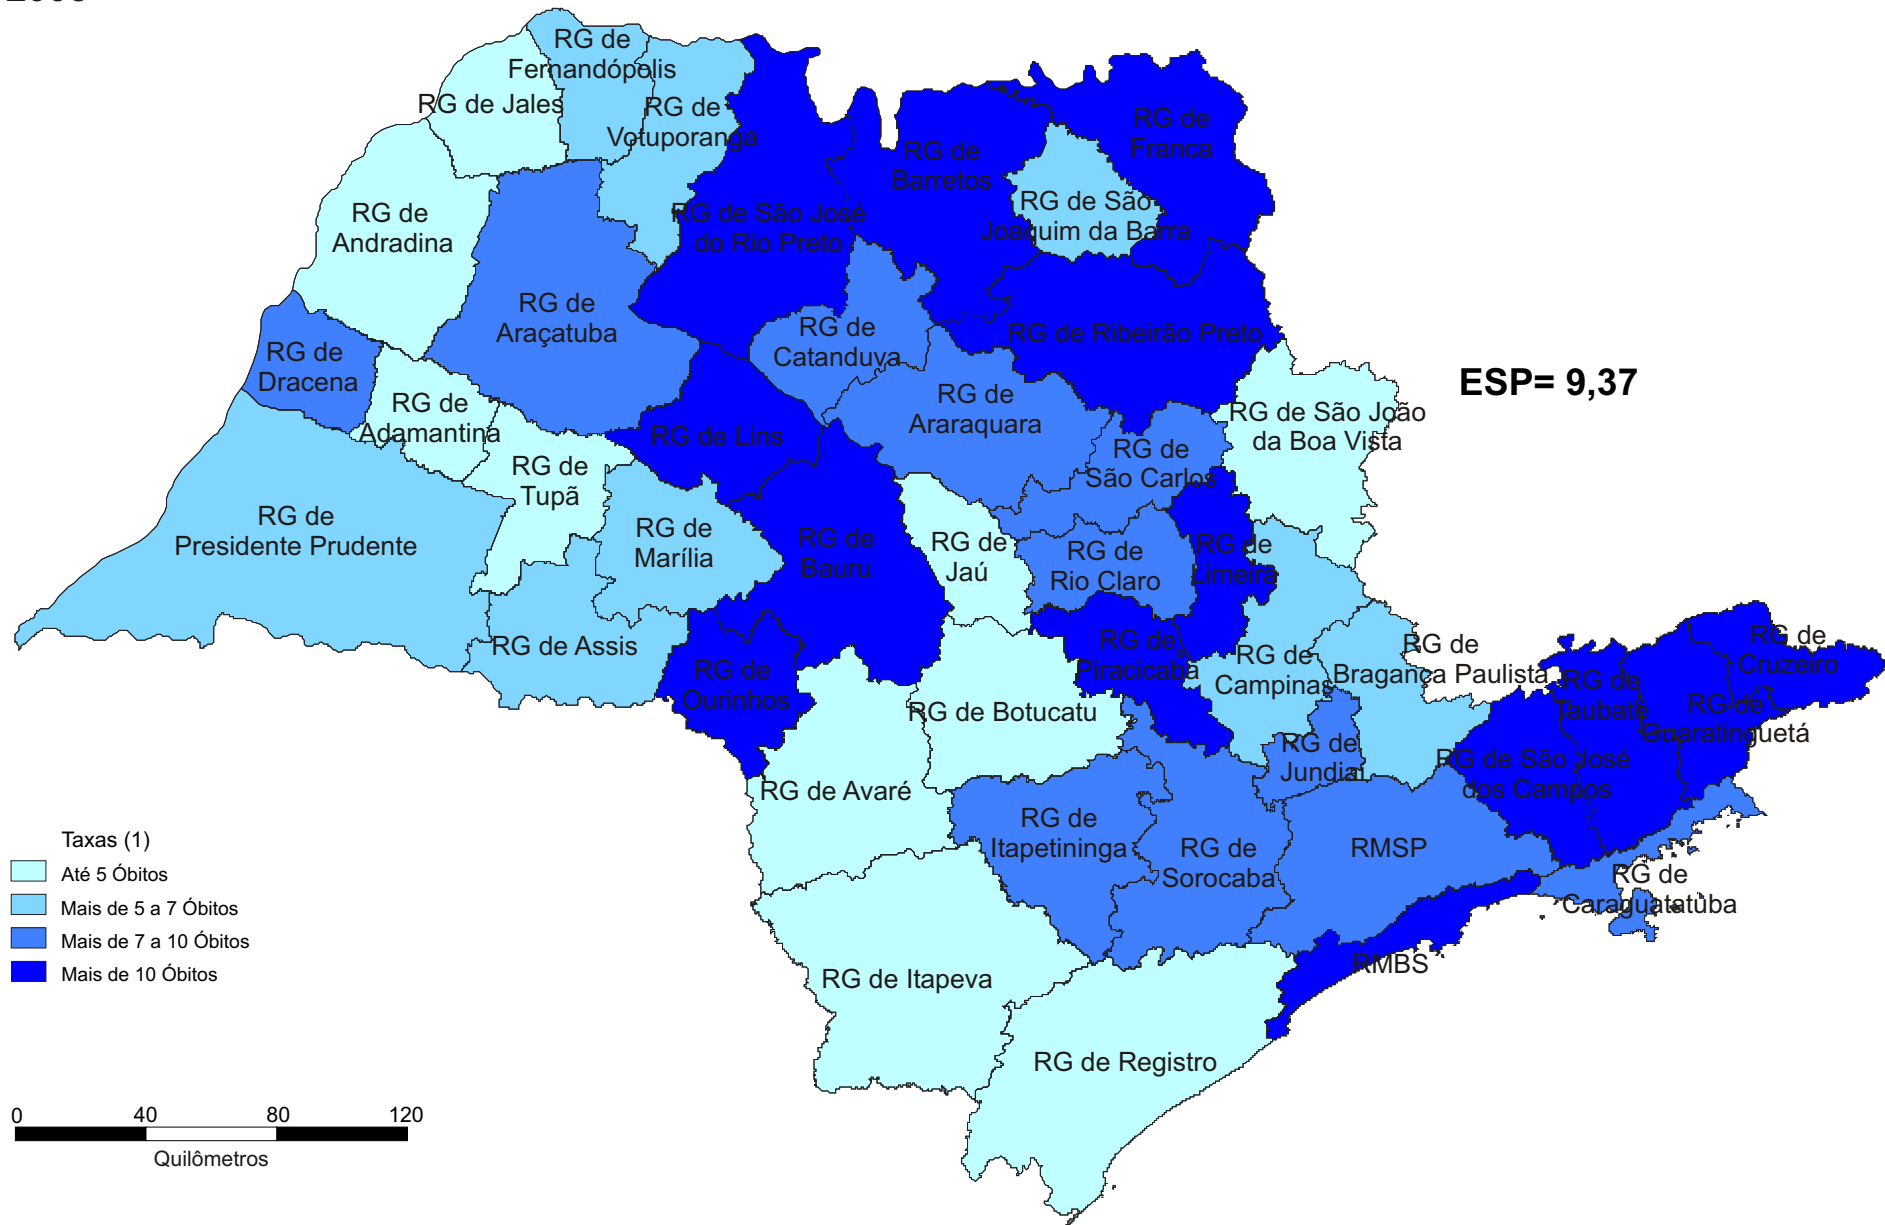 RG de
Fernandópolis
RG de Jales
RG de
Votuporanga
RG de
Franca
RG de
Barretos
RG de São
Joaquim da Barra
RG de
Andradina
RG de São José
do Rio Preto
RG de
Araçatuba
RG de
Catanduva
RG de Ribeirão Preto
RG de
Dracena
ESP= 9,37
RG de
Adamantina
RG de
Araraquara
RG de São João
da Boa Vista
RG de Lins
RG de
São Carlos
RG de
Tupã
RG de
Presidente Prudente
RG de
Marília
RG de
Bauru
RG de
Jaú
RG de
Rio Claro
RG de
Limeira
RG de Assis
RG de
Ourinhos
RG de
Piracicaba
RG de
Campinas
RG de
Bragança Paulista
RG de
Cruzeiro
RG de
Taubaté
RG de
Guaratinguetá
RG de Botucatu
RG de
Jundiaí
RG de São José
dos Campos
RG de Avaré
RG de
Itapetininga
RG de
Sorocaba
RMSP
RG de
Caraguatatuba
RMBS
RG de Itapeva
RG de Registro
Taxas (1)
Até 5 Óbitos
Mais de 5 a 7 Óbitos
Mais de 7 a 10 Óbitos
Mais de 10 Óbitos
0 40 80 120
Quilômetros